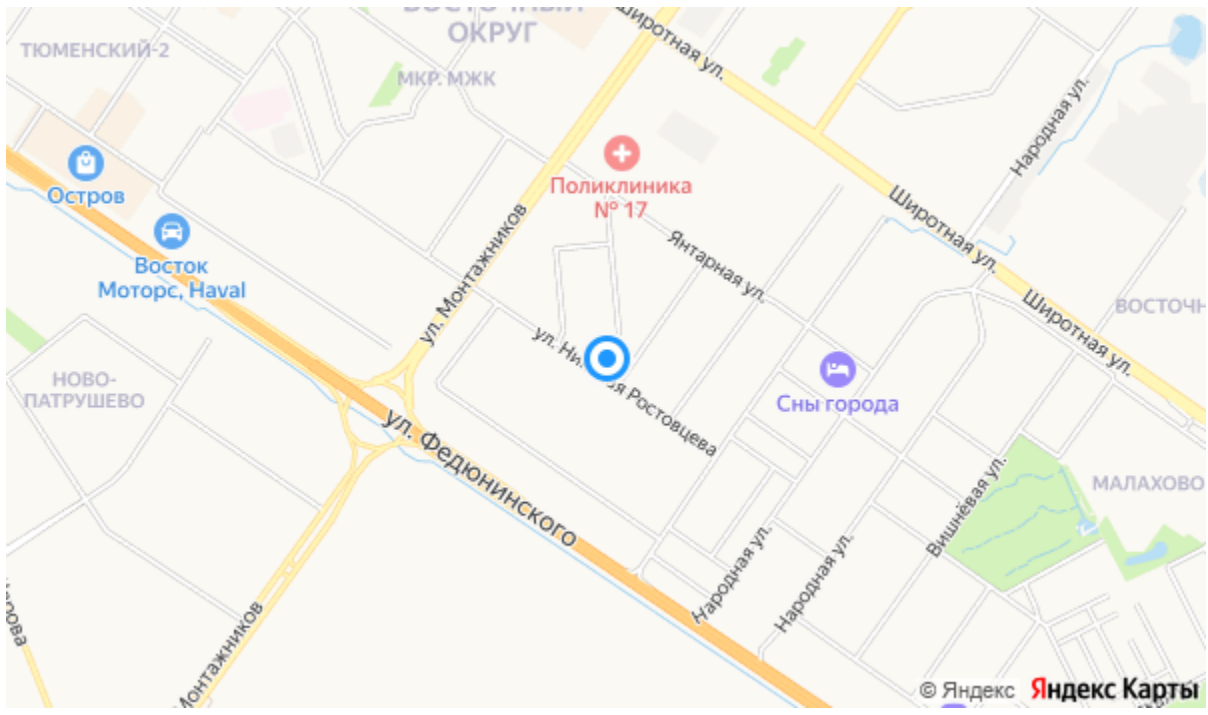 ОКРУГ
ТЮМЕНСКИЙ-2
МКР. МЖК
Широтная ул.
Народная ул.
Остров
Поликлиника
№ 17
Широтная ул.
Янтарная ул.
Восток
Моторс, Haval
ул. Монтажников
Широтная ул.
НОВО-
ПАТРУШЕВО
Ростовцева
Сны города
ул. Федюнинского
МАЛАХОВО
Вишнёвая ул.
Народная ул.
Народная ул.
Монтажников
© Яндекс Яндекс Карты